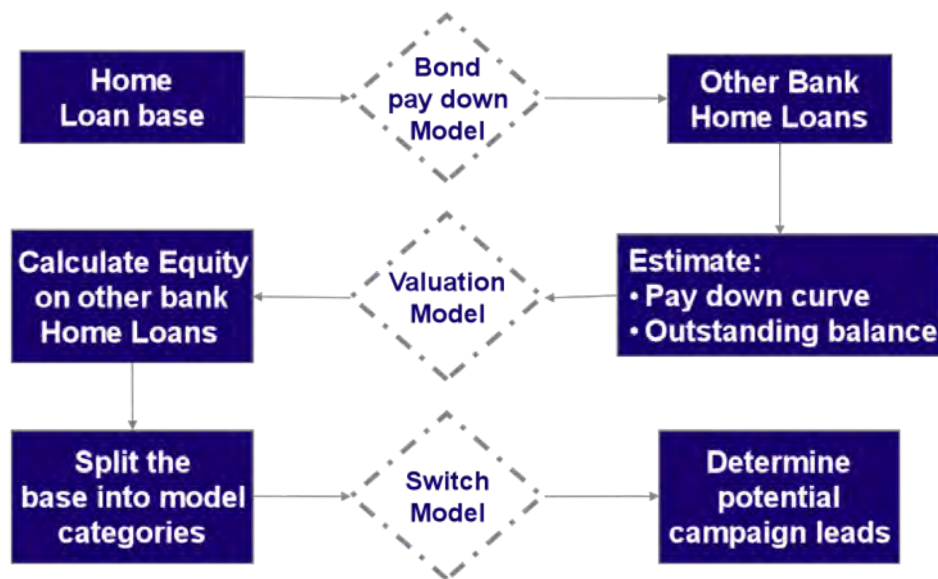 Home
Loan base
Bond
pay down
Model
Other Bank
Home Loans
Estimate:
• Pay down curve
• Outstanding balance
Valuation
Model
Calculate Equity
on other bank
Home Loans
Split the
base into model
categories
Switch
Model
Determine
potential
campaign leads